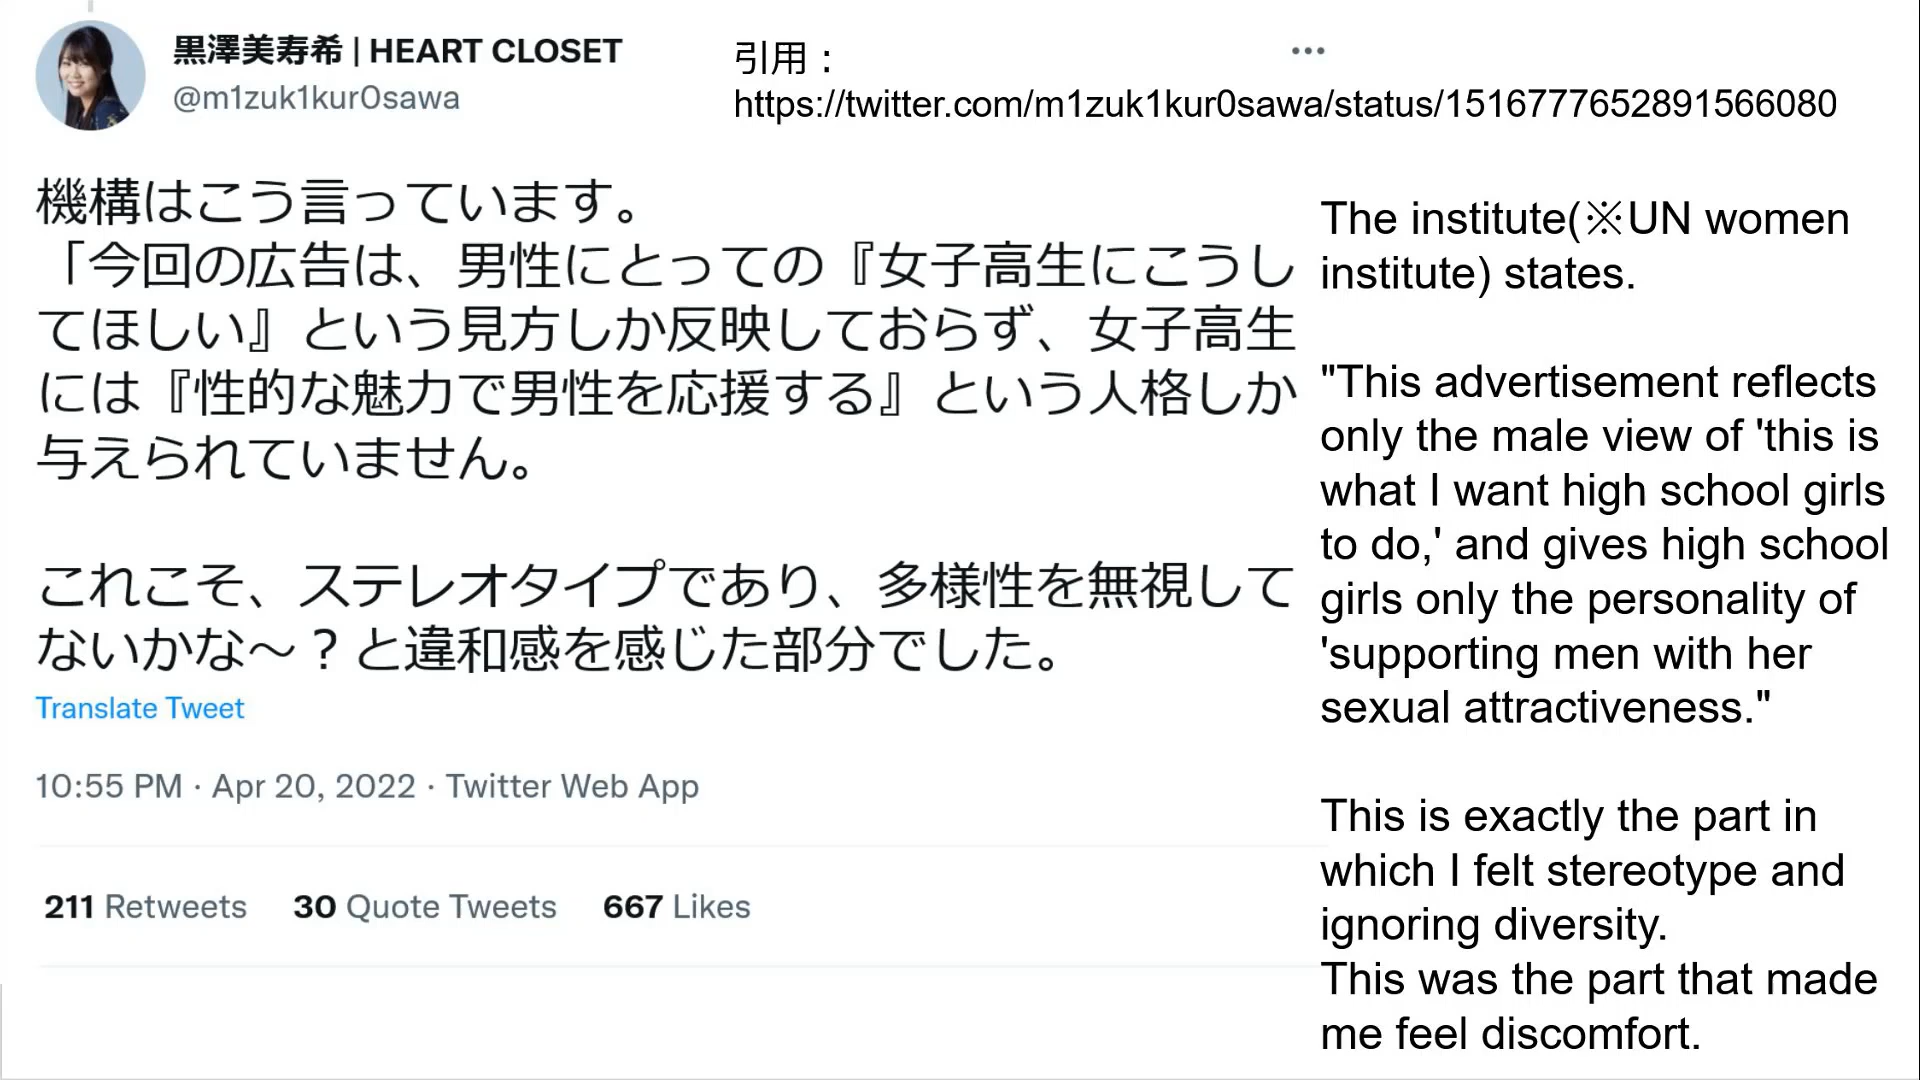 黒澤美寿希 | HEART CLOSET
@m1zuk1kur0sawa
引用：
https://twitter.com/m1zuk1kur0sawa/status/1516777652891566080
機構はこう言っています。
「今回の広告は、男性にとっての『女子高生にこうし
てほしい』という見方しか反映しておらず、女子高生
には『性的な魅力で男性を応援する』という人格しか
与えられていません。
これこそ、ステレオタイプであり、多様性を無視して
ないかな〜？と違和感を感じた部分でした。
Translate Tweet
10:55 PM · Apr 20, 2022 · Twitter Web App
211 Retweets 30 Quote Tweets 667 Likes
The institute(※UN women
institute) states.
"This advertisement reflects
only the male view of 'this is
what I want high school girls
to do,' and gives high school
girls only the personality of
'supporting men with her
sexual attractiveness."
This is exactly the part in
which I felt stereotype and
ignoring diversity.
This was the part that made
me feel discomfort.